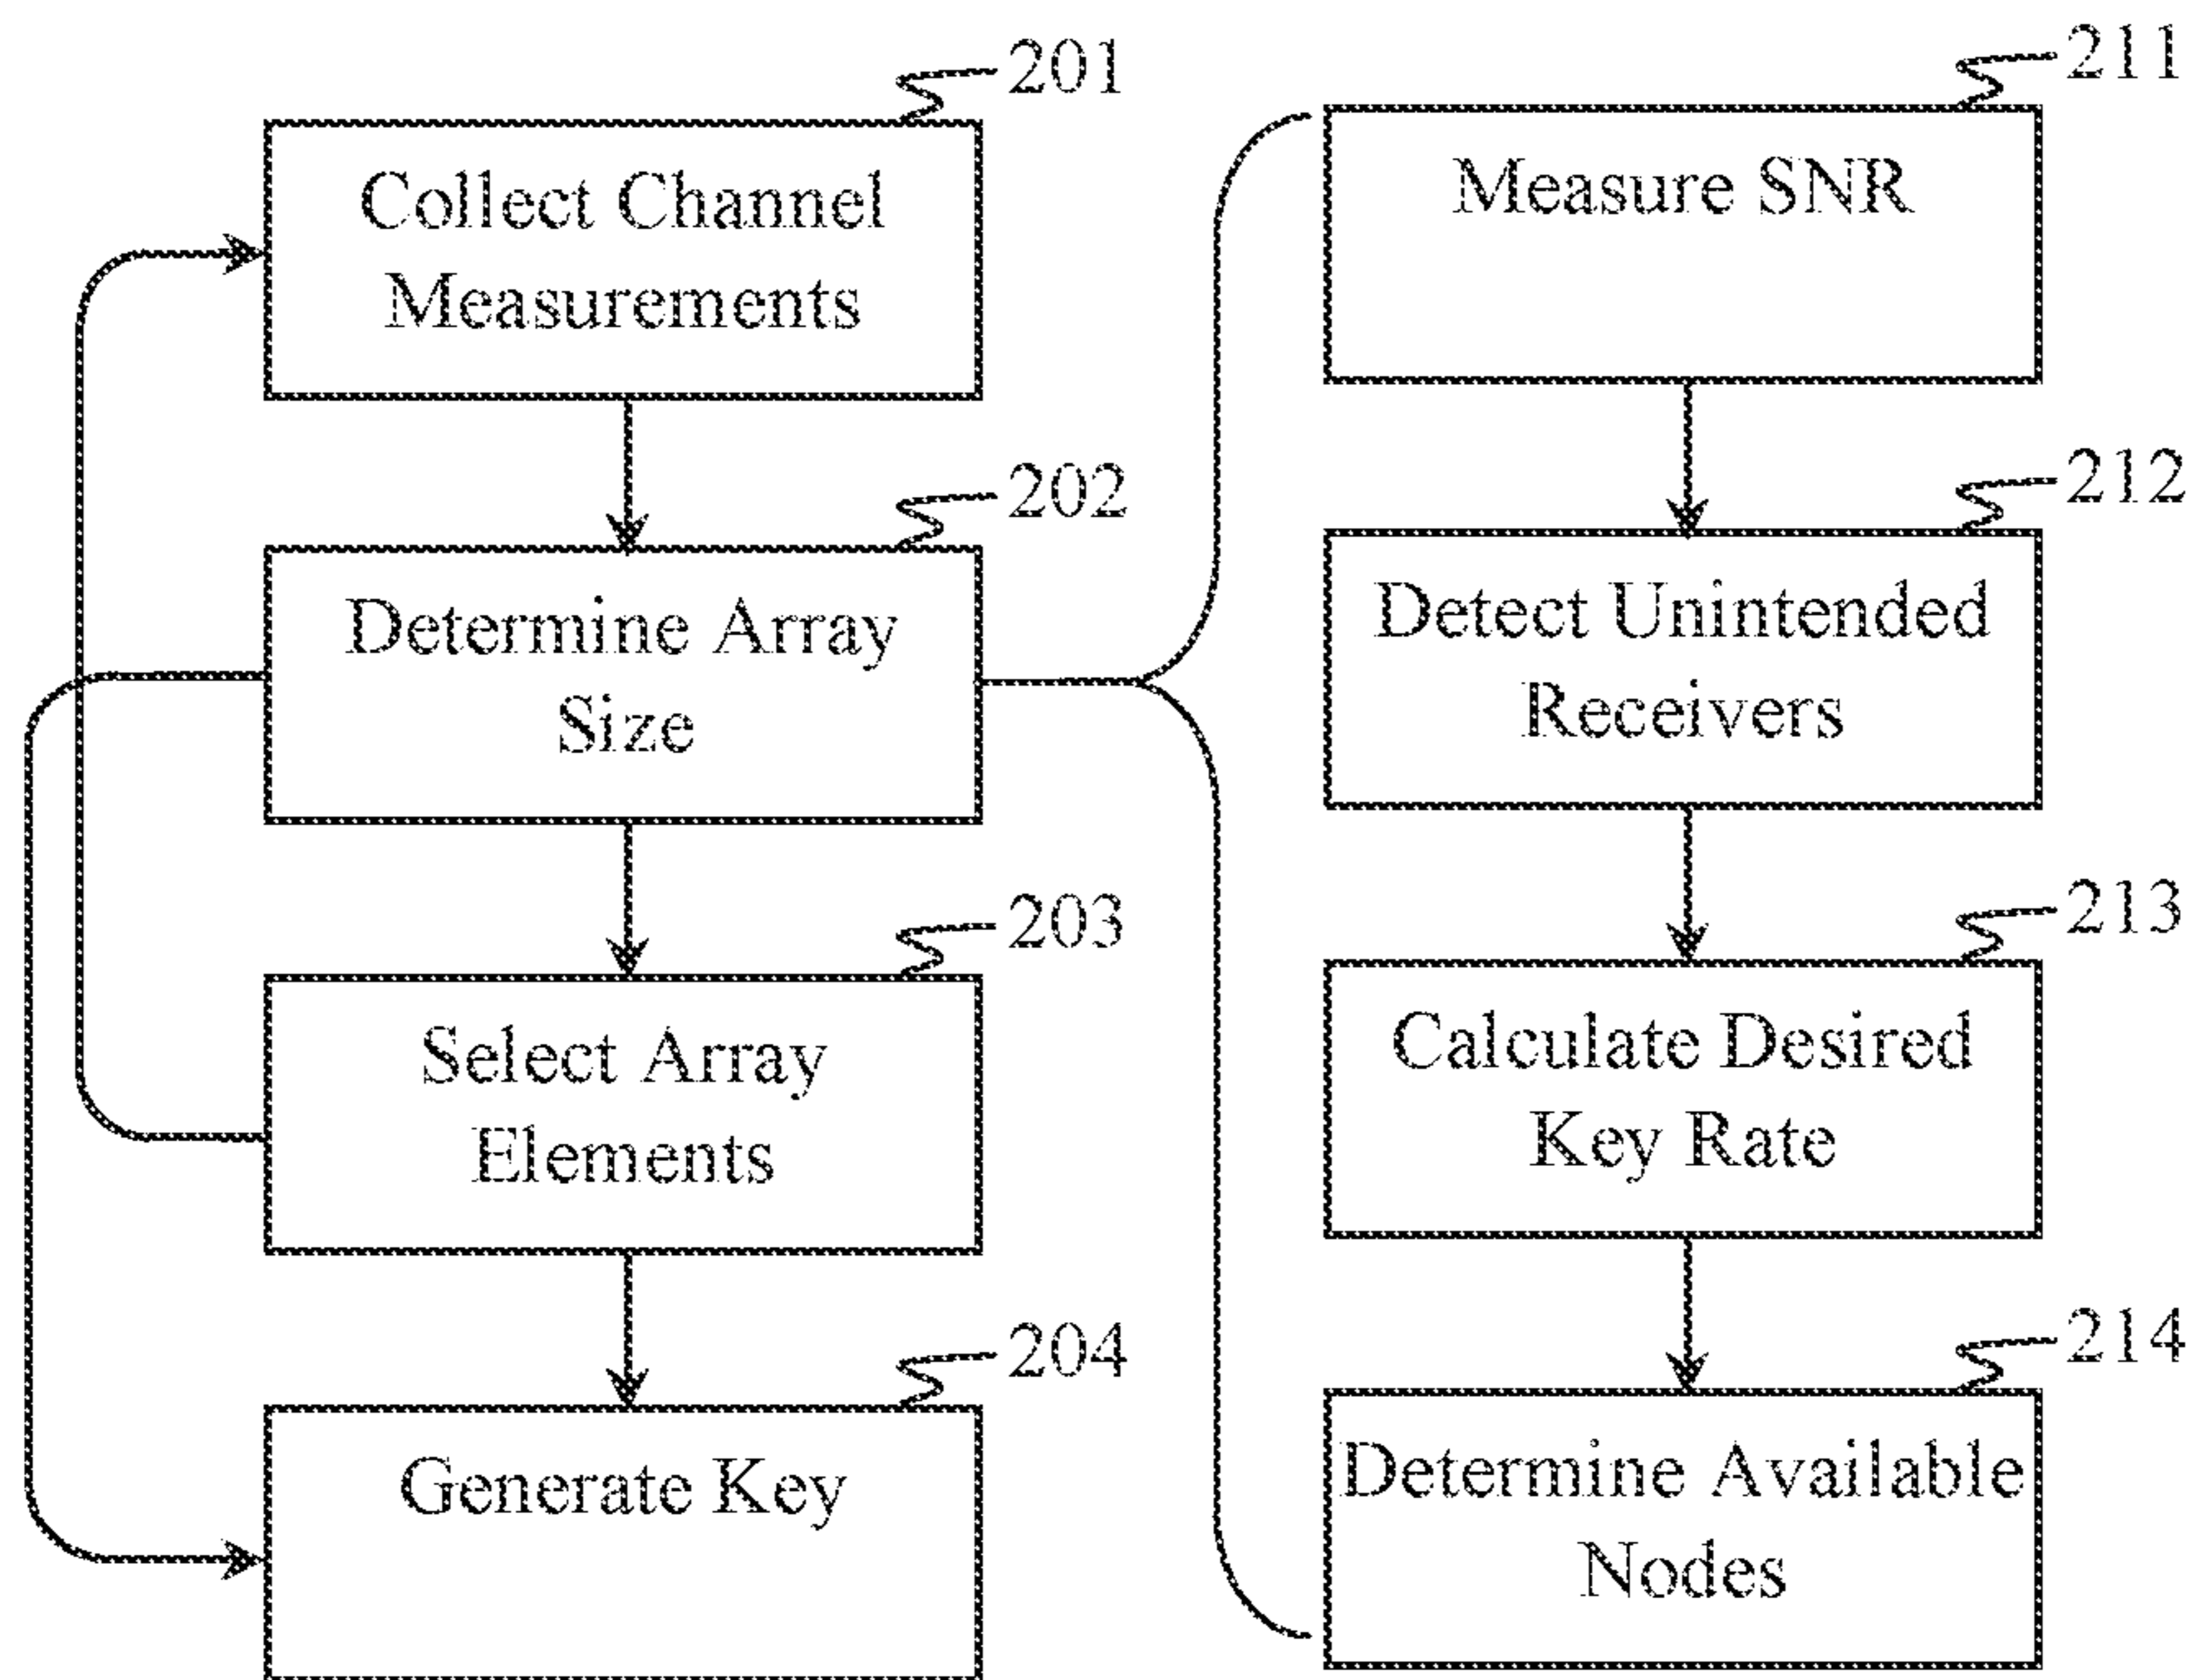 201
Collect Channel
Measurements
202
Determine Array
Size
203
Select Array
Elements
204
Generate Key
211
Measure SNR
212
Detect Unintended
Receivers
213
Calculate Desired
Key Rate
214
Determine Available
Nodes